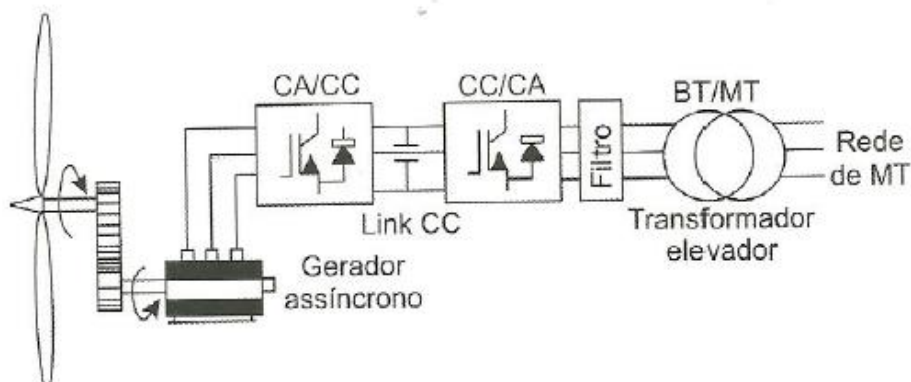 CA/CC
CC/CA
BT/MT
Filtro
Rede
de MT
Link CC
Transformador
elevador
Gerador
assíncrono